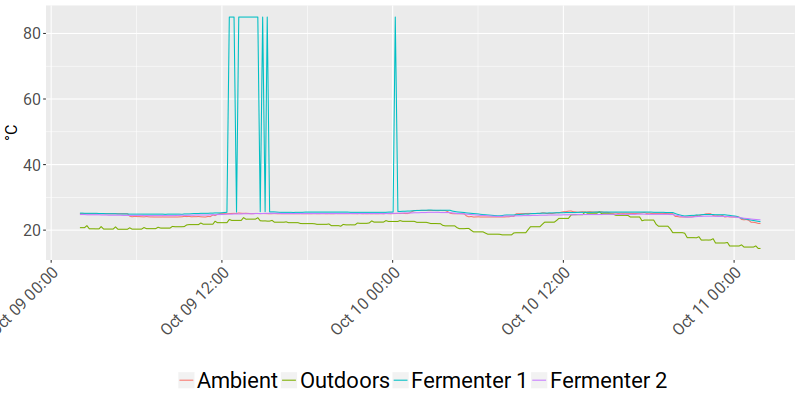 80
60
°C
40
20
Oct 09 00:00
Oct 09 12:00
Oct 10 00:00
Oct 10 12:00
Oct 11 00:00
Ambient Outdoors Fermenter 1 Fermenter 2